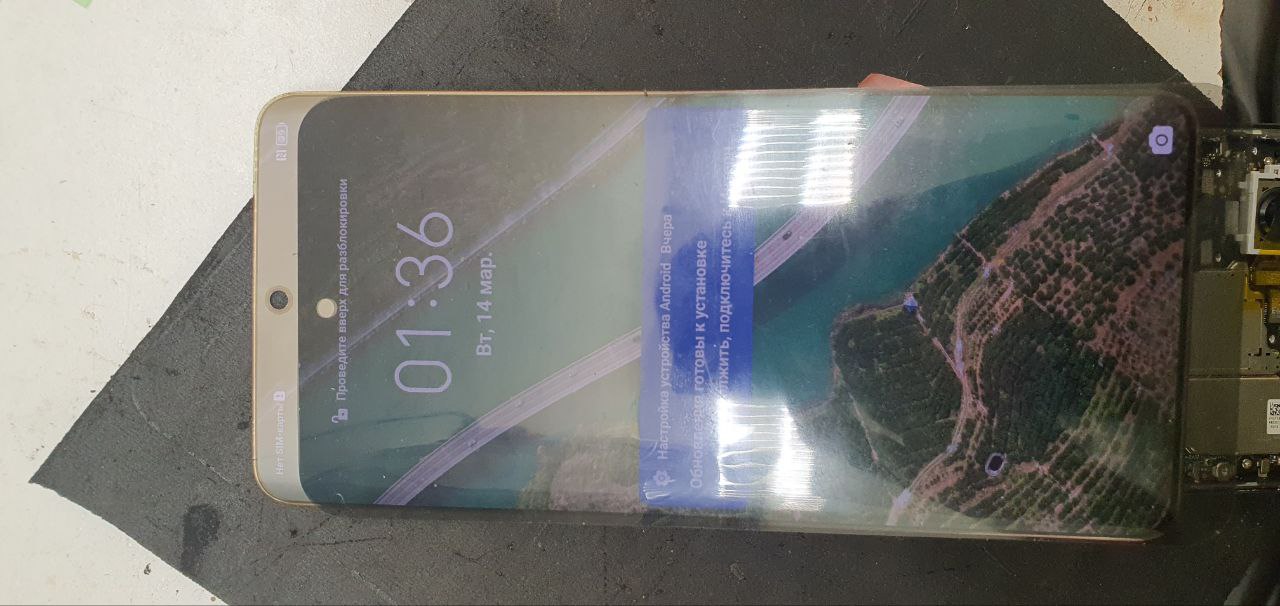 Нет SIM-карты
Проведите вверх для разблокировки
01:36
Вт, 14 мар.
Настройка устройства Android Вчера
Обновления готовы к установке
подключитесь